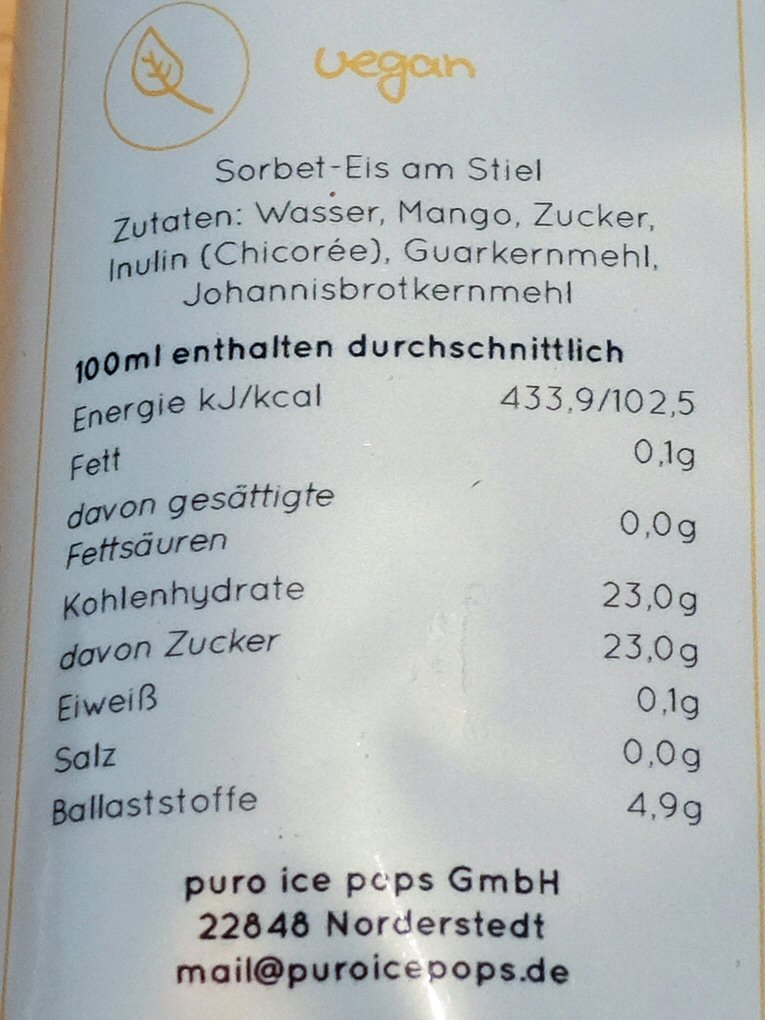 vegan
Sorbet-Eis am Stiel
Zutaten: Wasser, Mango, Zucker,
Inulin (Chicorée), Guarkernmehl,
Johannisbrotkernmehl
100ml enthalten durchschnittlich
Energie kJ/kcal 433,9/102,5
Fett 0,1g
davon gesättigte
Fettsäuren 0,0g
Kohlenhydrate 23,0g
davon Zucker 23,0g
Eiweiß 0,1g
Salz 0,0g
Ballaststoffe 4,9g
puro ice pops GmbH
22848 Norderstedt
mail@puroicepops.de